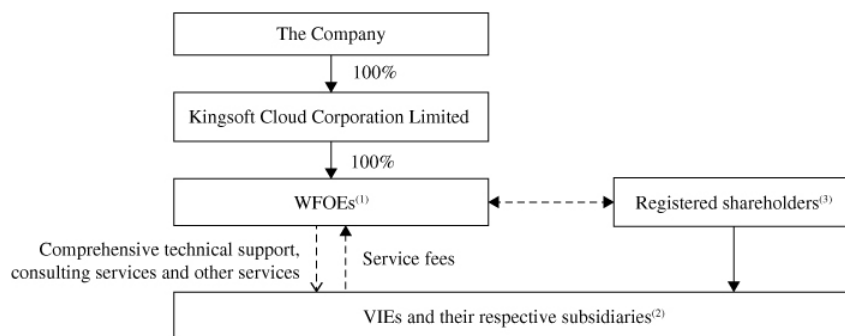 The Company
100%
Kingsoft Cloud Corporation Limited
100%
WFOEs(1)
Registered shareholders(3)
Comprehensive technical support,
consulting services and other services
Service fees
VIEs and their respective subsidiaries(2)